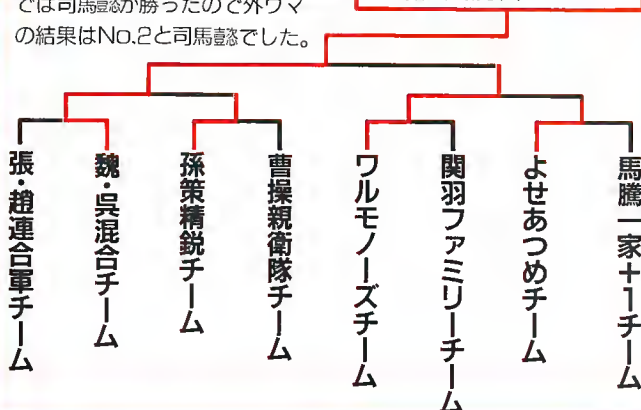 では司馬懿が勝ったので外ウマ
の結果はNo.2と司馬懿でした。
張・趙連合軍チーム
魏・呉混合チーム
孫策精鋭チーム
曹操親衛隊チーム
ワルモノーズチーム
関羽ファミリーチーム
よせあつめチーム
馬騰一家+1チーム